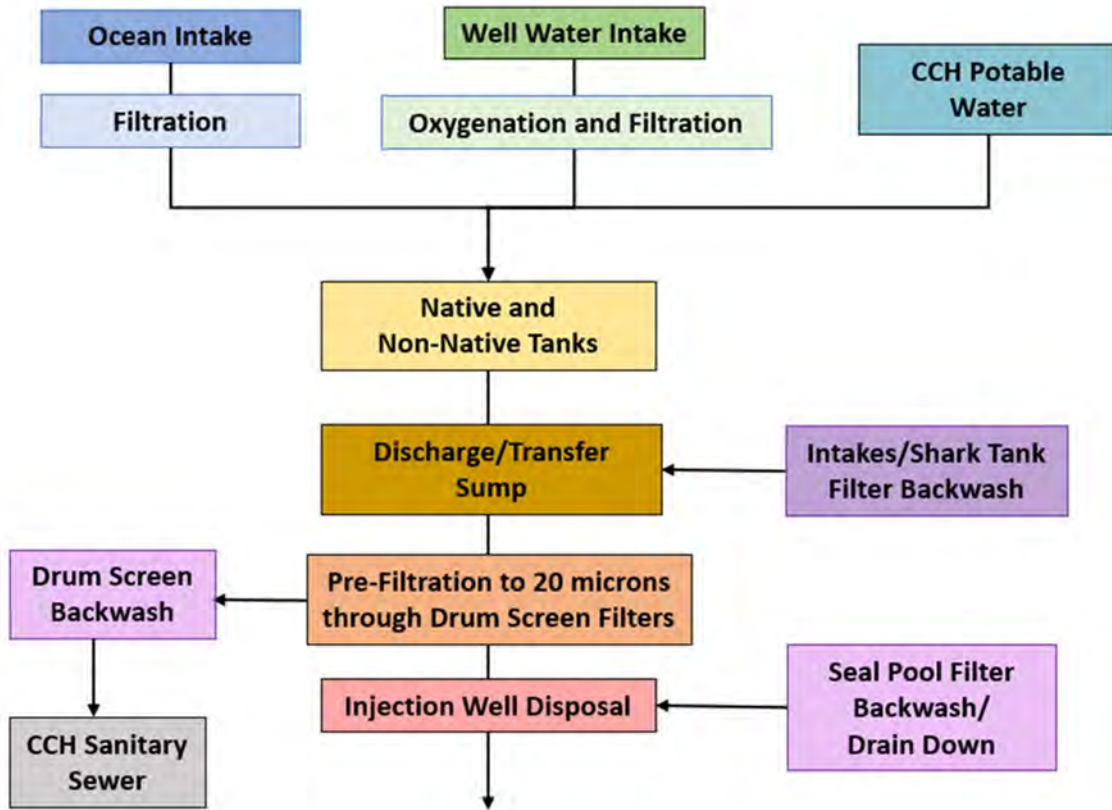 Ocean Intake
Well Water Intake
CCH Potable
Water
Filtration
Oxygenation and Filtration
Native and
Non-Native Tanks
Discharge/Transfer
Sump
Intakes/Shark Tank
Filter Backwash
Drum Screen
Backwash
Pre-Filtration to 20 microns
through Drum Screen Filters
Injection Well Disposal
Seal Pool Filter
Backwash/
Drain Down
CCH Sanitary
Sewer